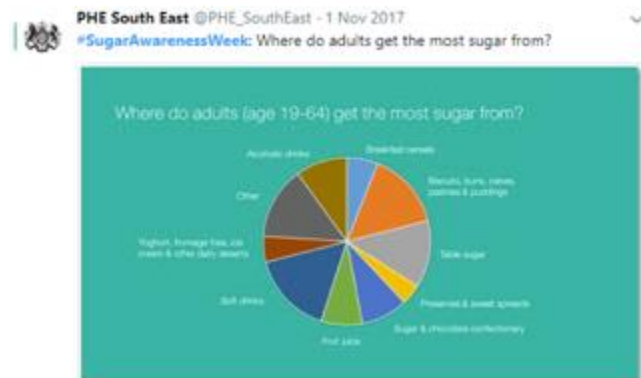 PHE South East @PHE_SouthEast - 1 Nov 2017
#SugarAwarenessWeek: Where do adults get the most sugar from?
Where do adults (age 19-64) get the most sugar from?
Alcoholic drinks
Breakfast cereals
Biscuits, buns, cakes,
pastries & puddings
Other
Yoghurt, fromage frais, ice
cream & other dairy deserts
Table sugar
Soft drinks
Preserves & sweet spreads
Sugar & chocolate confectionery
Fruit juice